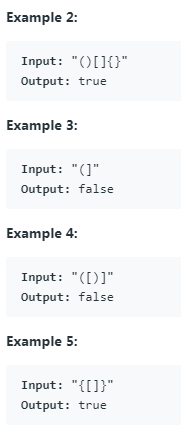 Example 2:
Input: "()[]{}"
Output: true
Example 3:
Input: "(]"
Output: false
Example 4:
Input: "([)]"
Output: false
Example 5:
Input: "{[]}"
Output: true